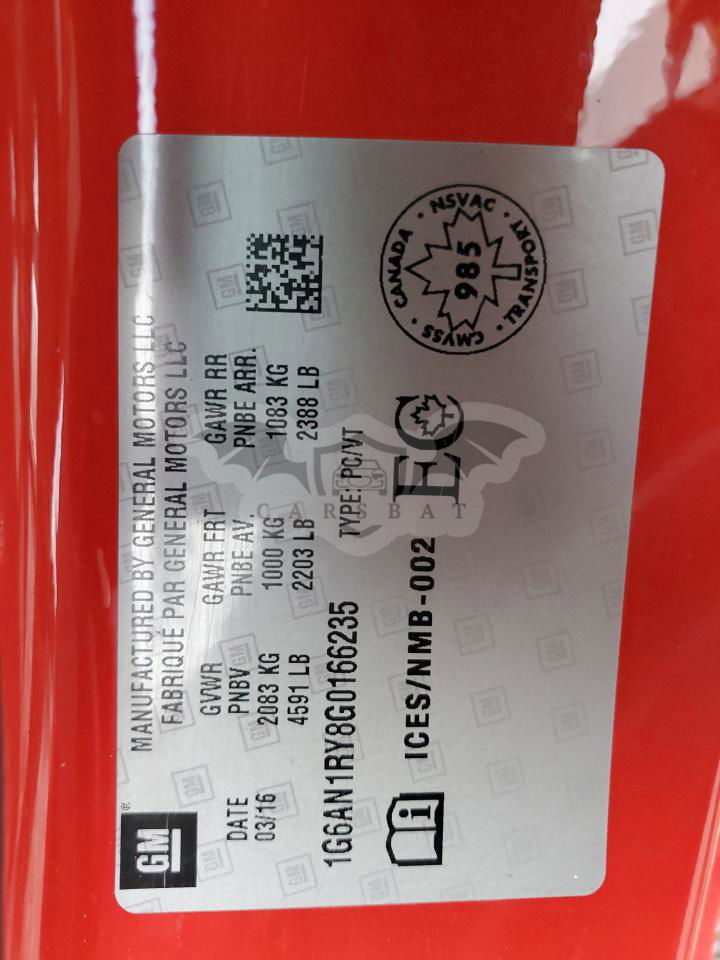 GM ®
MANUFACTURED BY GENERAL MOTORS LLC
FABRIQUÉ PAR GENERAL MOTORS LLC
DATE GVWR GAWR FRT GAWR RR
03/16 PNBV PNBE AV. PNBE ARR.
2083 KG 1000 KG 1083 KG
4591 LB 2203 LB 2388 LB
1G6AN1RY8G0166235 TYPE: PC/VT
ICES/NMB-002 EC
CANADA · NSVAC · TRANSPORT · CMVSS ·
985
CARSBAT